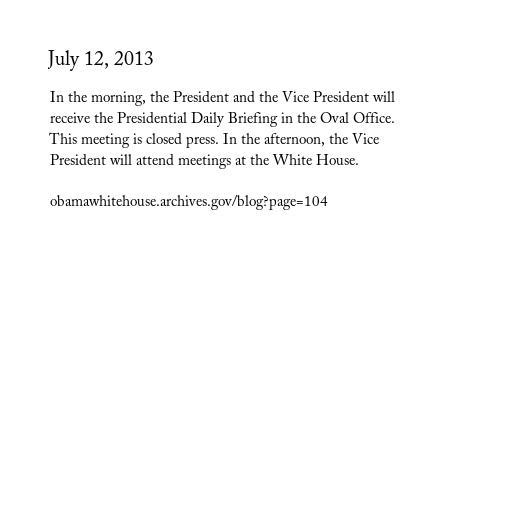 July 12, 2013
In the morning, the President and the Vice President will
receive the Presidential Daily Briefing in the Oval Office.
This meeting is closed press. In the afternoon, the Vice
President will attend meetings at the White House.
obamawhitehouse.archives.gov/blog?page=104